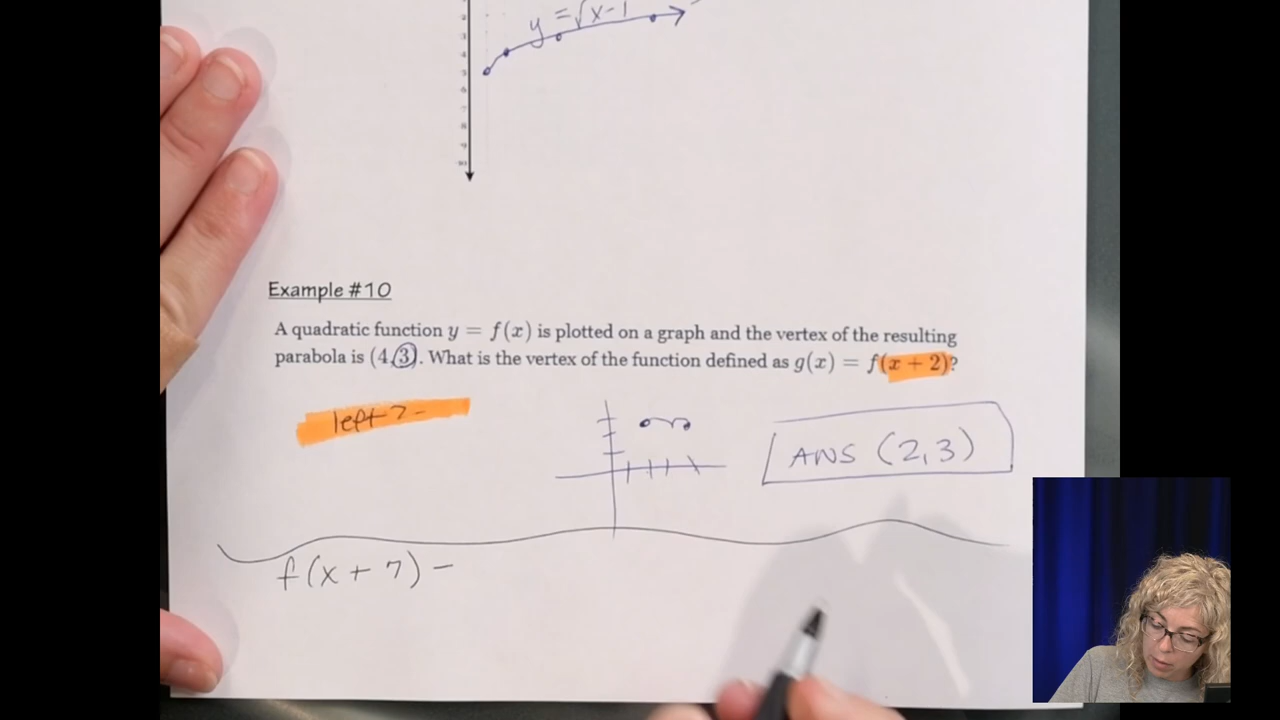 y = √x-1
Example #10
A quadratic function y = f(x) is plotted on a graph and the vertex of the resulting
parabola is (4,3). What is the vertex of the function defined as g(x) = f(x + 2)?
left 2
ANS (2,3)
f(x + 7) -